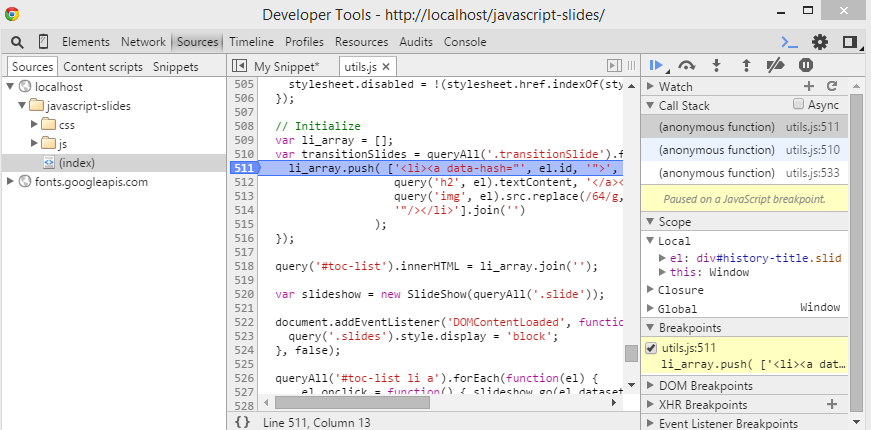 Developer Tools - http://localhost/javascript-slides/
Elements Network Sources Timeline Profiles Resources Audits Console
Sources Content scripts Snippets
localhost
javascript-slides
css
js
(index)
fonts.googleapis.com
My Snippet* utils.js
505 stylesheet.disabled = !(stylesheet.href.indexOf(sty
506 });
507
508 // Initialize
509 var li_array = [];
510 var transitionSlides = queryAll('.transitionSlide').f
511 li_array.push( ['<li><a data-hash="', el.id, '">',
512 query('h2', el).textContent, '</a><
513 query('img', el).src.replace(/64/g,
514 '"/></li>'].join('')
515 );
516 });
517
518 query('#toc-list').innerHTML = li_array.join('');
519
520 var slideshow = new SlideShow(queryAll('.slide'));
521
522 document.addEventListener('DOMContentLoaded', function
523 query('.slides').style.display = 'block';
524 }, false);
525
526 queryAll('#toc-list li a').forEach(function(el) {
527 el.onclick = function() { slideshow.go(el.dataset
528
{ } Line 511, Column 13
Watch
Call Stack Async
(anonymous function) utils.js:511
(anonymous function) utils.js:510
(anonymous function) utils.js:533
Paused on a JavaScript breakpoint.
Scope
Local
el: div#history-title.slid
this: Window
Closure
Global Window
Breakpoints
utils.js:511
li_array.push( ['<li><a dat…
DOM Breakpoints
XHR Breakpoints
Event Listener Breakpoints